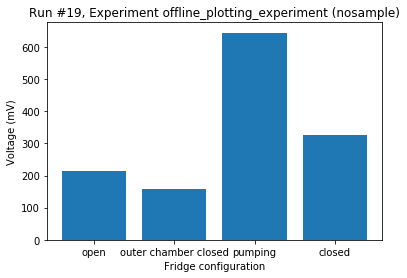 Run #19, Experiment offline_plotting_experiment (nosample)
Voltage (mV)
600
500
400
300
200
100
0
open outer chamber closed pumping closed
Fridge configuration